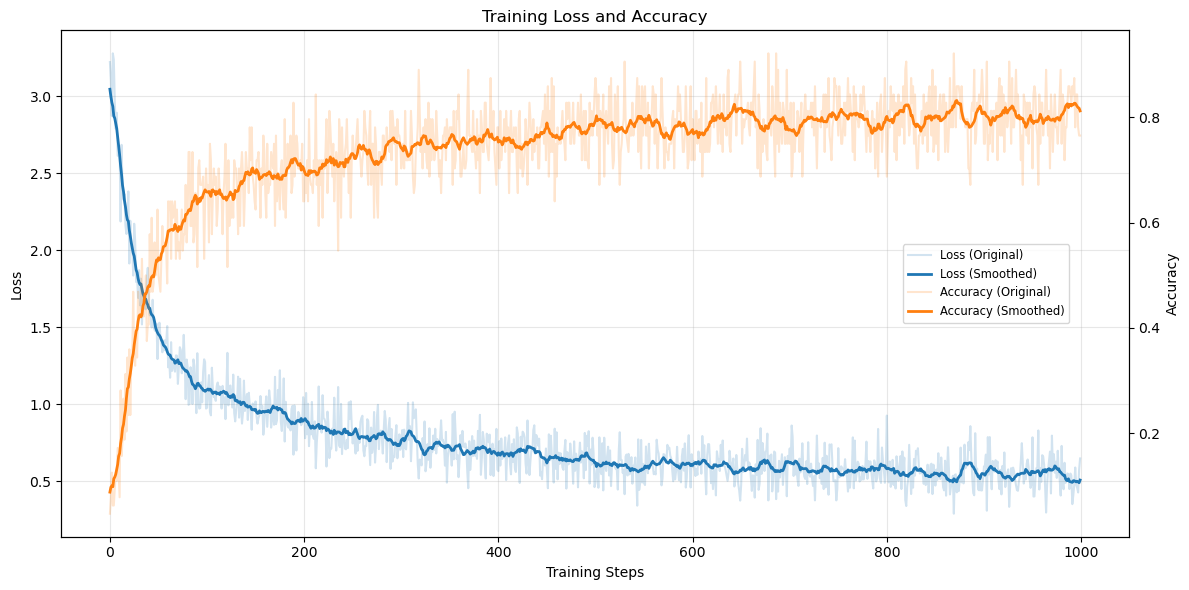 Training Loss and Accuracy
3.0
2.5
2.0
1.5
1.0
0.5
Loss
0.8
0.6
0.4
0.2
Accuracy
Loss (Original)
Loss (Smoothed)
Accuracy (Original)
Accuracy (Smoothed)
0 200 400 600 800 1000
Training Steps